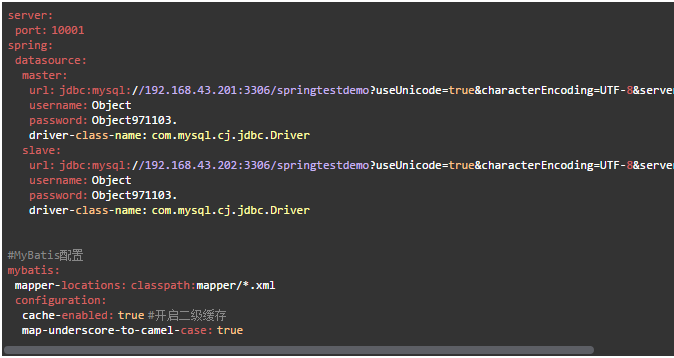 server:
port: 10001
spring:
datasource:
master:
url: jdbc:mysql://192.168.43.201:3306/springtestdemo?useUnicode=true&characterEncoding=UTF-8&server
username: Object
password: Object971103.
driver-class-name: com.mysql.cj.jdbc.Driver
slave:
url: jdbc:mysql://192.168.43.202:3306/springtestdemo?useUnicode=true&characterEncoding=UTF-8&server
username: Object
password: Object971103.
driver-class-name: com.mysql.cj.jdbc.Driver
#MyBatis配置
mybatis:
mapper-locations: classpath:mapper/*.xml
configuration:
cache-enabled: true #开启二级缓存
map-underscore-to-camel-case: true